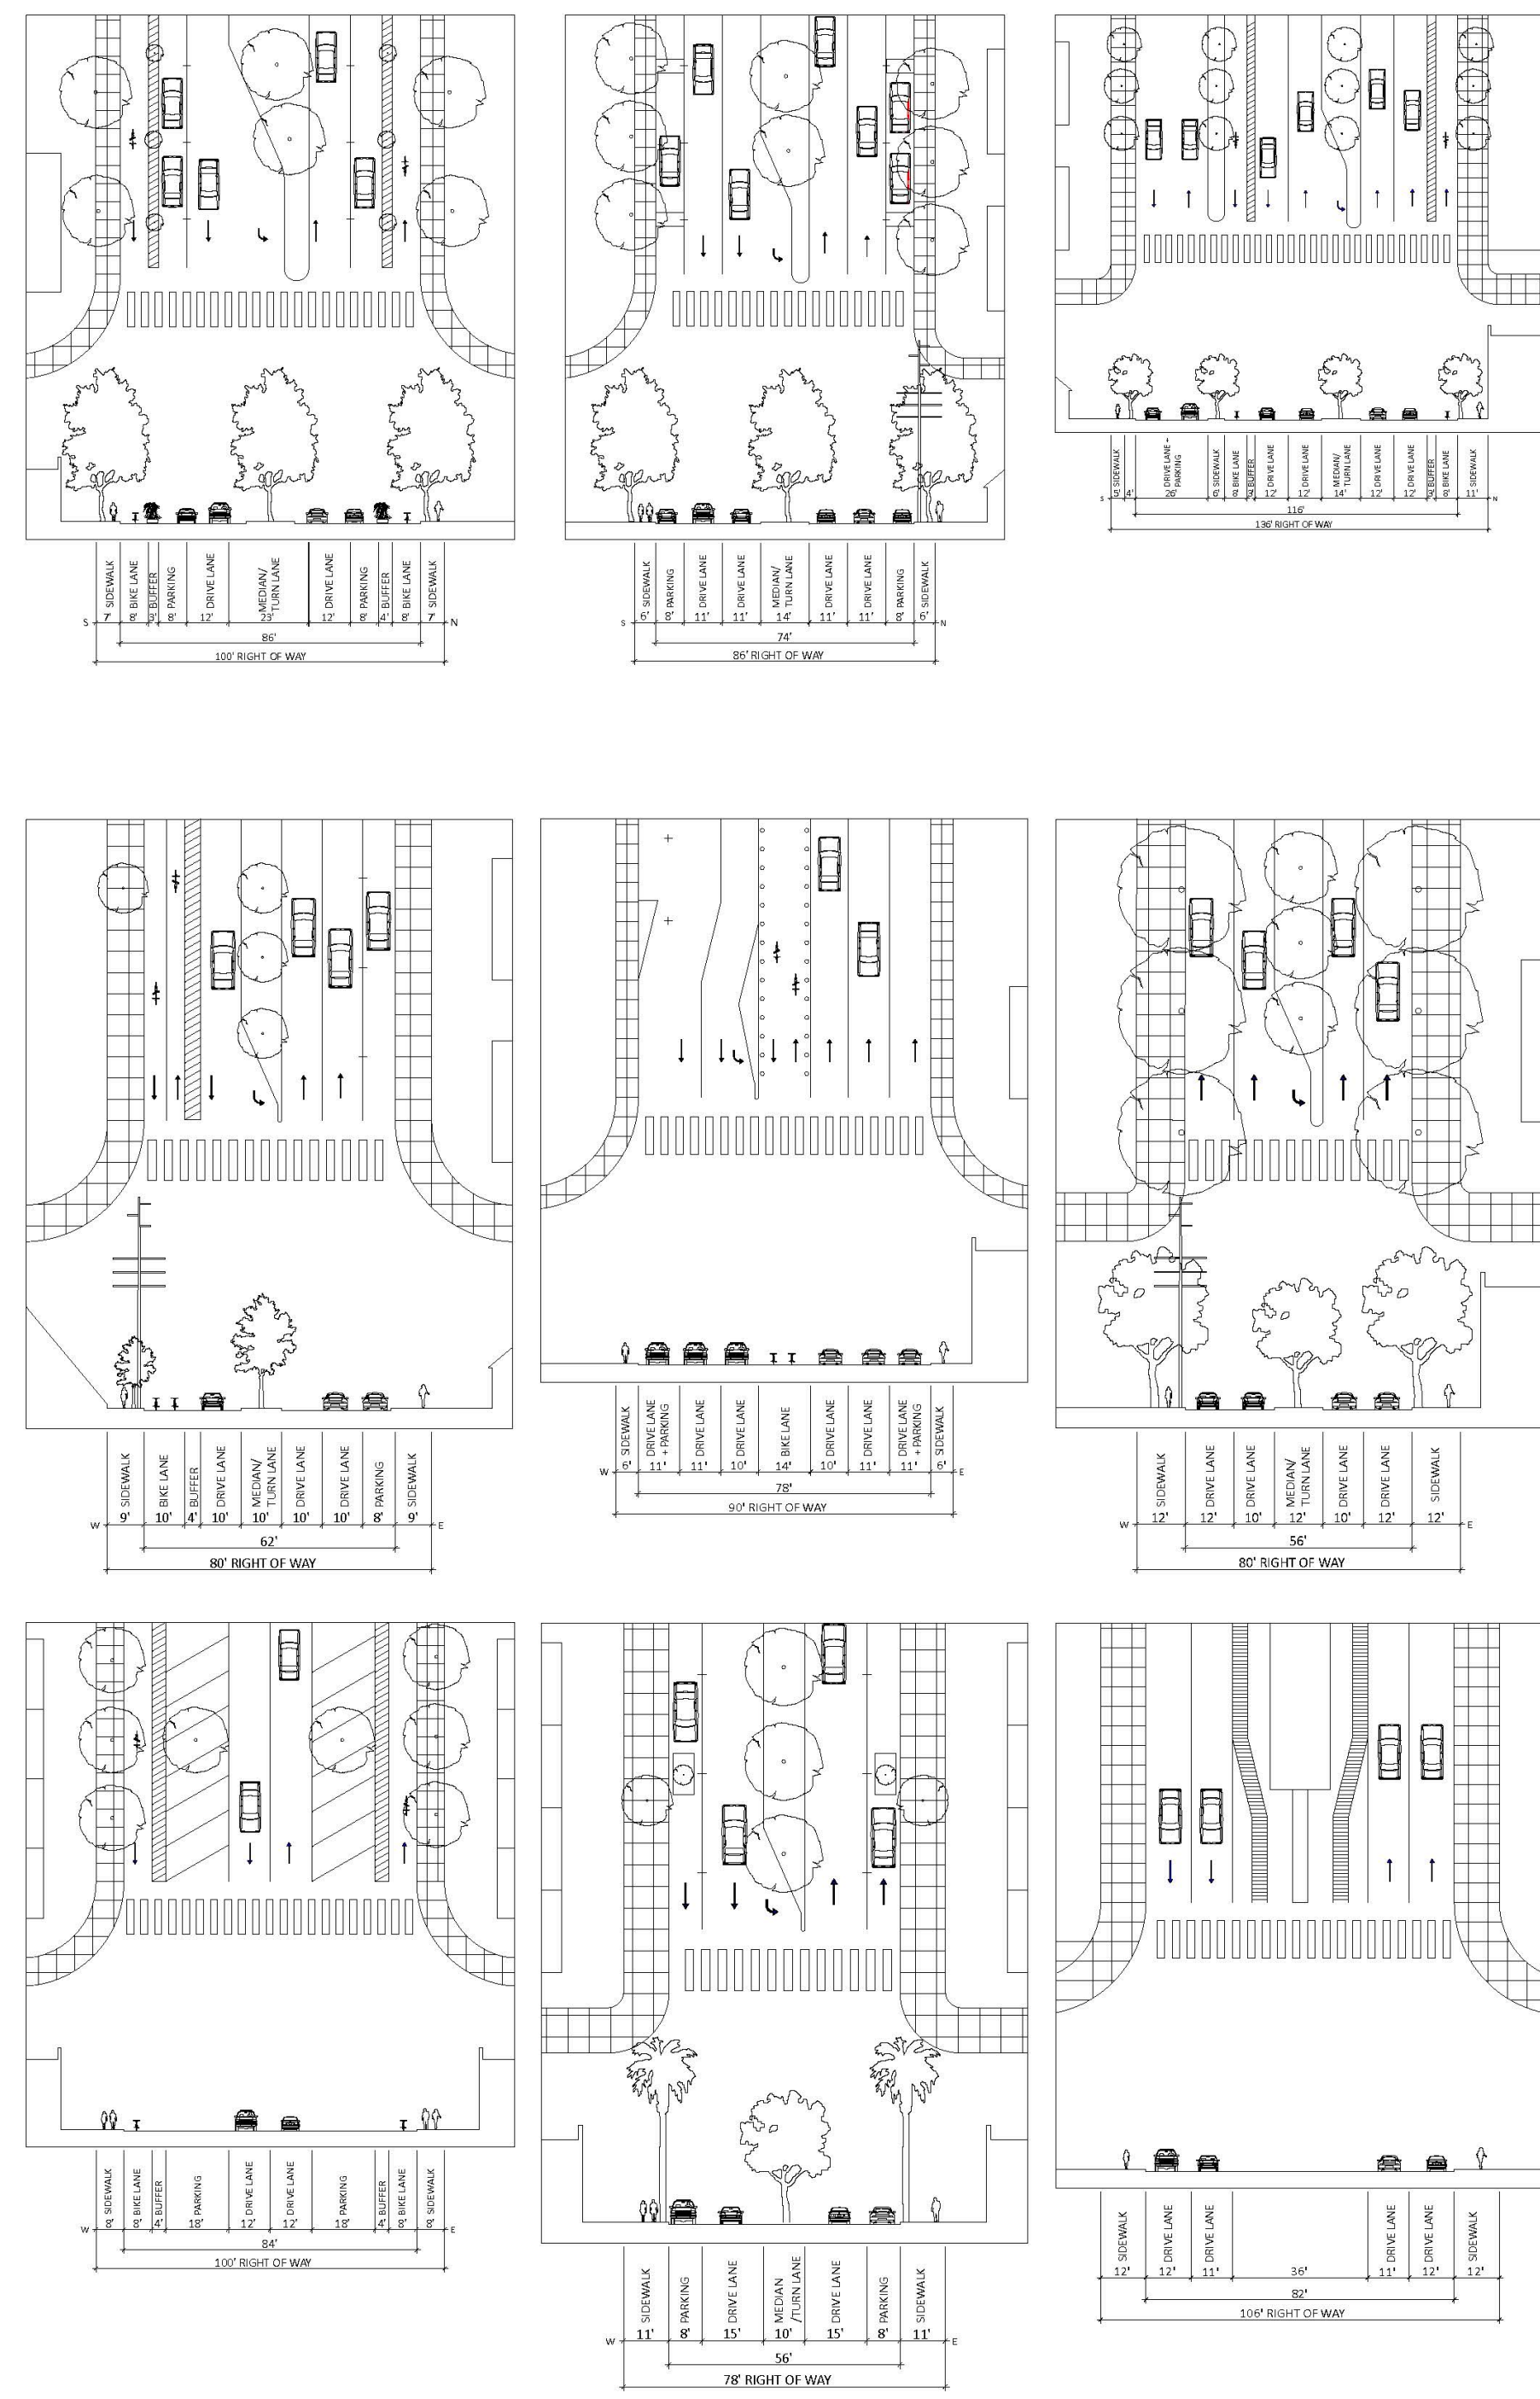 SIDEWALK BIKE LANE BUFFER PARKING DRIVE LANE MEDIAN/ TURN LANE DRIVE LANE PARKING BUFFER BIKE LANE SIDEWALK
S 7' 8' 3' 8' 12' 23' 12' 8' 4' 8' 7' N
86'
100' RIGHT OF WAY
SIDEWALK PARKING DRIVE LANE DRIVE LANE MEDIAN/ TURN LANE DRIVE LANE DRIVE LANE PARKING SIDEWALK
S 6' 8' 11' 11' 14' 11' 11' 8' 6' N
74'
86' RIGHT OF WAY
SIDEWALK DRIVE LANE + PARKING SIDEWALK BIKE LANE BUFFER DRIVE LANE DRIVE LANE MEDIAN/ TURN LANE DRIVE LANE DRIVE LANE BUFFER BIKE LANE SIDEWALK
S 5' 4' 26' 6' 8' 3' 12' 12' 14' 12' 12' 3' 8' 11' N
116'
136' RIGHT OF WAY
SIDEWALK BIKE LANE BUFFER DRIVE LANE MEDIAN/ TURN LANE DRIVE LANE DRIVE LANE PARKING SIDEWALK
W 9' 10' 4' 10' 10' 10' 10' 8' 9' E
62'
80' RIGHT OF WAY
SIDEWALK DRIVE LANE + PARKING DRIVE LANE DRIVE LANE BIKE LANE DRIVE LANE DRIVE LANE DRIVE LANE + PARKING SIDEWALK
W 6' 11' 11' 10' 14' 10' 11' 11' 6' E
78'
90' RIGHT OF WAY
SIDEWALK DRIVE LANE DRIVE LANE MEDIAN/ TURN LANE DRIVE LANE DRIVE LANE SIDEWALK
W 12' 12' 10' 12' 10' 12' 12' E
56'
80' RIGHT OF WAY
SIDEWALK BIKE LANE BUFFER PARKING DRIVE LANE DRIVE LANE PARKING BUFFER BIKE LANE SIDEWALK
W 8' 8' 4' 18' 12' 12' 18' 4' 8' 8' E
84'
100' RIGHT OF WAY
SIDEWALK PARKING DRIVE LANE MEDIAN /TURN LANE DRIVE LANE PARKING SIDEWALK
W 11' 8' 15' 10' 15' 8' 11' E
56'
78' RIGHT OF WAY
SIDEWALK DRIVE LANE DRIVE LANE DRIVE LANE DRIVE LANE SIDEWALK
12' 12' 11' 36' 11' 12' 12'
82'
106' RIGHT OF WAY